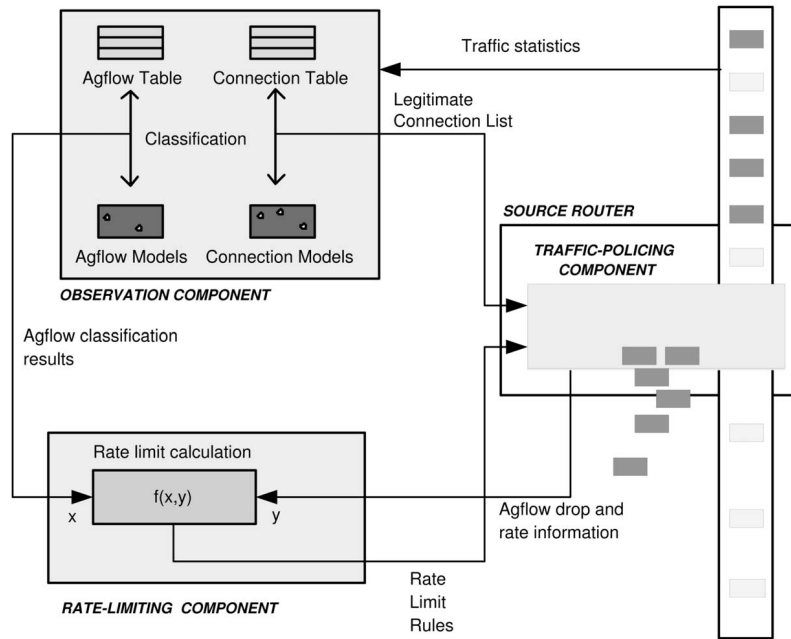 Agflow Table
Connection Table
Traffic statistics
Legitimate
Connection List
Classification
Agflow Models
Connection Models
OBSERVATION COMPONENT
SOURCE ROUTER
TRAFFIC-POLICING
COMPONENT
Agflow classification
results
Rate limit calculation
f(x,y)
x
y
Agflow drop and
rate information
RATE-LIMITING COMPONENT
Rate
Limit
Rules